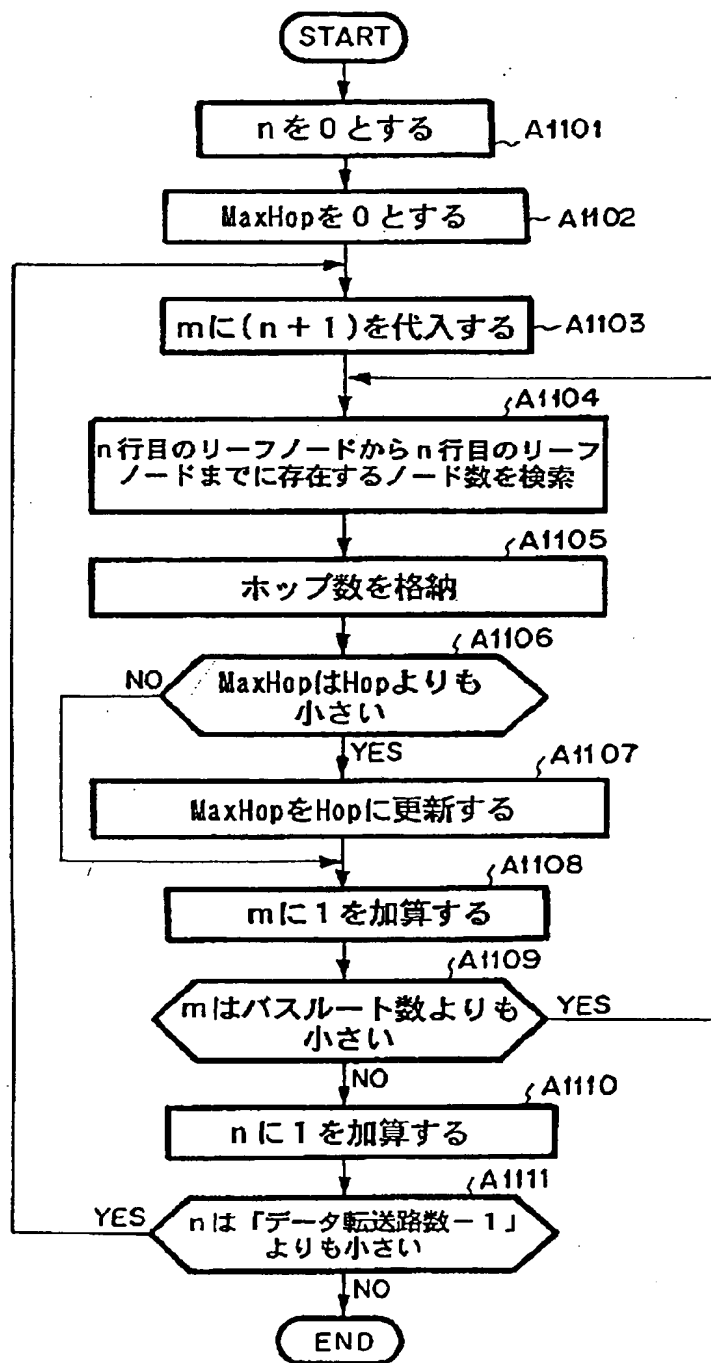 START
nを0とする
A1101
MaxHopを0とする
A1102
mに(n+1)を代入する
A1103
A1104
n行目のリーフノードからn行目のリーフ
ノードまでに存在するノード数を検索
A1105
ホップ数を格納
A1106
NO
MaxHopはHopよりも
小さい
YES
A1107
MaxHopをHopに更新する
A1108
mに1を加算する
A1109
mはバスルート数よりも
小さい
YES
NO
A1110
nに1を加算する
A1111
YES
nは「データ転送路数-1」
よりも小さい
NO
END